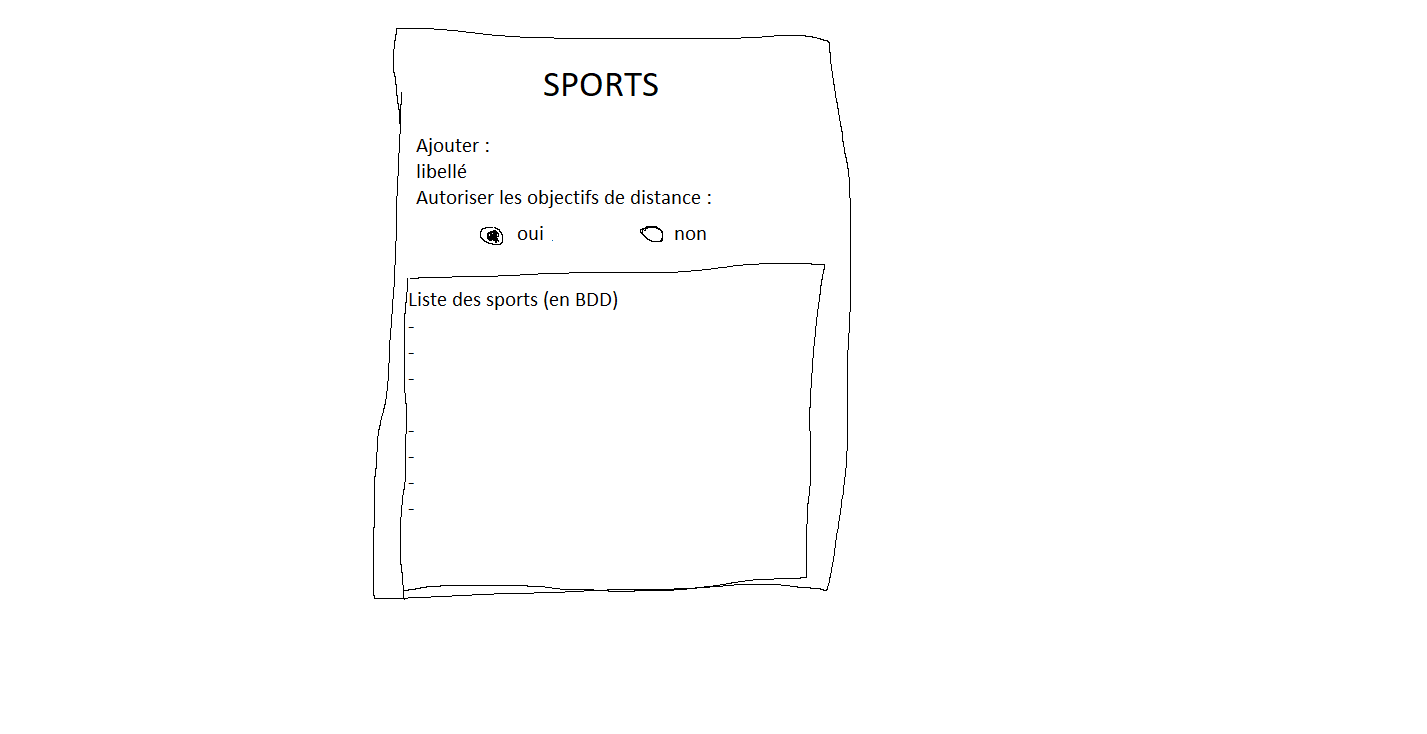 SPORTS
Ajouter :
libellé
Autoriser les objectifs de distance :
oui non
Liste des sports (en BDD)
-
-
-
-
-
-
-